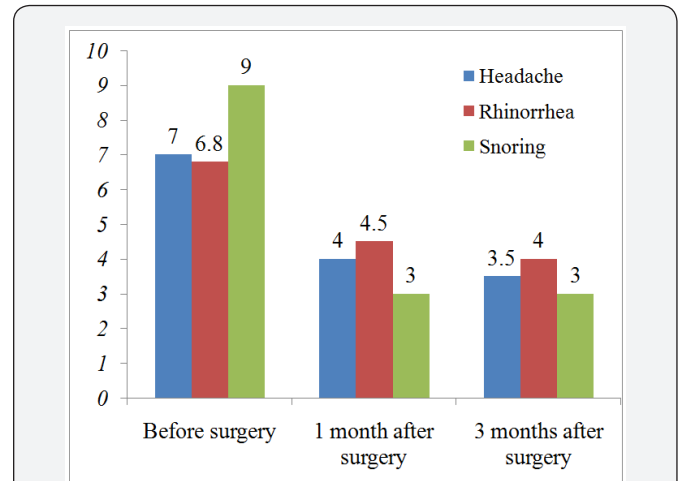 10
9
8
7
6
5
4
3
2
1
0
7
6.8
9
4
4.5
3
3.5
4
3
Headache
Rhinorrhea
Snoring
Before surgery
1 month after
surgery
3 months after
surgery